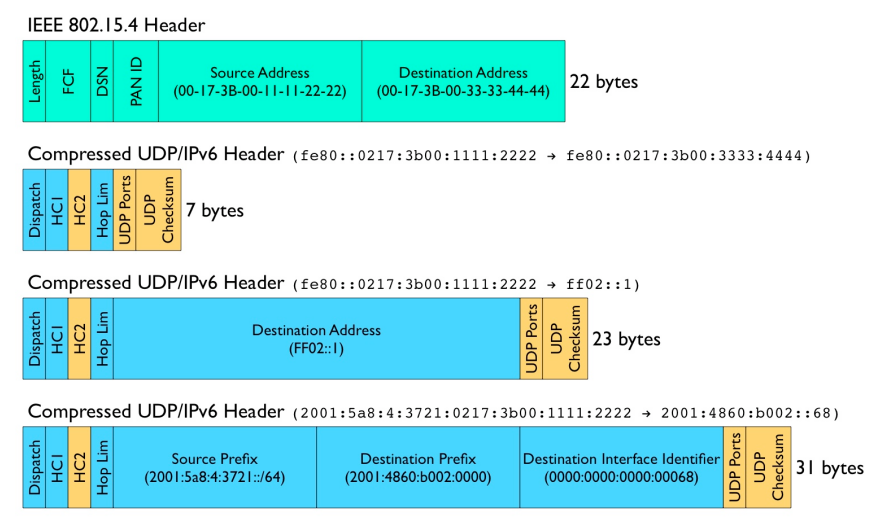 IEEE 802.15.4 Header
Length
FCF
DSN
PAN ID
Source Address
(00-17-3B-00-11-11-22-22)
Destination Address
(00-17-3B-00-33-33-44-44)
22 bytes
Compressed UDP/IPv6 Header (fe80::0217:3b00:1111:2222 → fe80::0217:3b00:3333:4444)
Dispatch
HC1
HC2
Hop Lim
UDP Ports
UDP
Checksum
7 bytes
Compressed UDP/IPv6 Header (fe80::0217:3b00:1111:2222 → ff02::1)
Dispatch
HC1
HC2
Hop Lim
Destination Address
(FF02::1)
UDP Ports
UDP
Checksum
23 bytes
Compressed UDP/IPv6 Header (2001:5a8:4:3721:0217:3b00:1111:2222 → 2001:4860:b002::68)
Dispatch
HC1
HC2
Hop Lim
Source Prefix
(2001:5a8:4:3721::/64)
Destination Prefix
(2001:4860:b002:0000)
Destination Interface Identifier
(0000:0000:0000:00068)
UDP Ports
UDP
Checksum
31 bytes